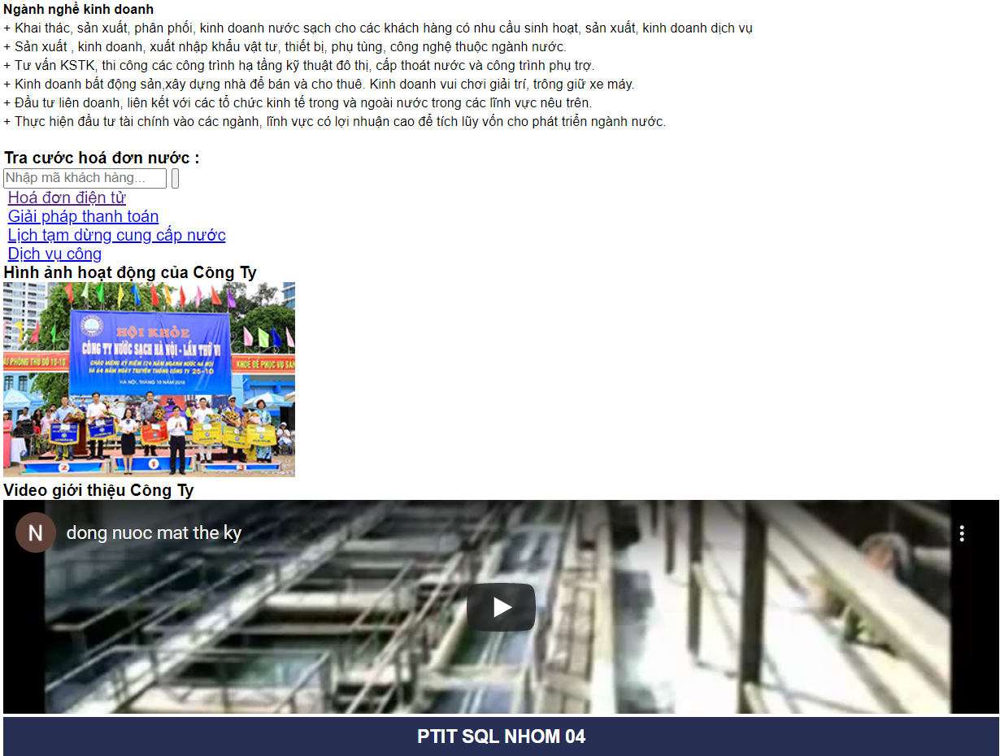 Ngành nghề kinh doanh
+ Khai thác, sản xuất, phân phối, kinh doanh nước sạch cho các khách hàng có nhu cầu sinh hoạt, sản xuất, kinh doanh dịch vụ
+ Sản xuất , kinh doanh, xuất nhập khẩu vật tư, thiết bị, phụ tùng, công nghệ thuộc ngành nước.
+ Tư vấn KSTK, thi công các công trình hạ tầng kỹ thuật đô thị, cấp thoát nước và công trình phụ trợ.
+ Kinh doanh bất động sản,xây dựng nhà để bán và cho thuê. Kinh doanh vui chơi giải trí, trông giữ xe máy.
+ Đầu tư liên doanh, liên kết với các tổ chức kinh tế trong và ngoài nước trong các lĩnh vực nêu trên.
+ Thực hiện đầu tư tài chính vào các ngành, lĩnh vực có lợi nhuận cao để tích lũy vốn cho phát triển ngành nước.
Tra cước hoá đơn nước :
Nhập mã khách hàng...
Hoá đơn điện tử
Giải pháp thanh toán
Lịch tạm dừng cung cấp nước
Dịch vụ công
Hình ảnh hoạt động của Công Ty
HỘI KHỎE
CÔNG TY NƯỚC SẠCH HÀ NỘI - LẦN THỨ VI
CHÀO MỪNG KỶ NIỆM 124 NĂM NGÀNH NƯỚC HÀ NỘI
VÀ 64 NĂM NGÀY TRUYỀN THỐNG CÔNG TY 25-10
HÀ NỘI, THÁNG 10 NĂM 2018
PHÓNG THỦ ĐÔ 10-10
KHOẺ ĐỂ PHỤC VỤ
2
1
3
Video giới thiệu Công Ty
N
dong nuoc mat the ky
PTIT SQL NHOM 04